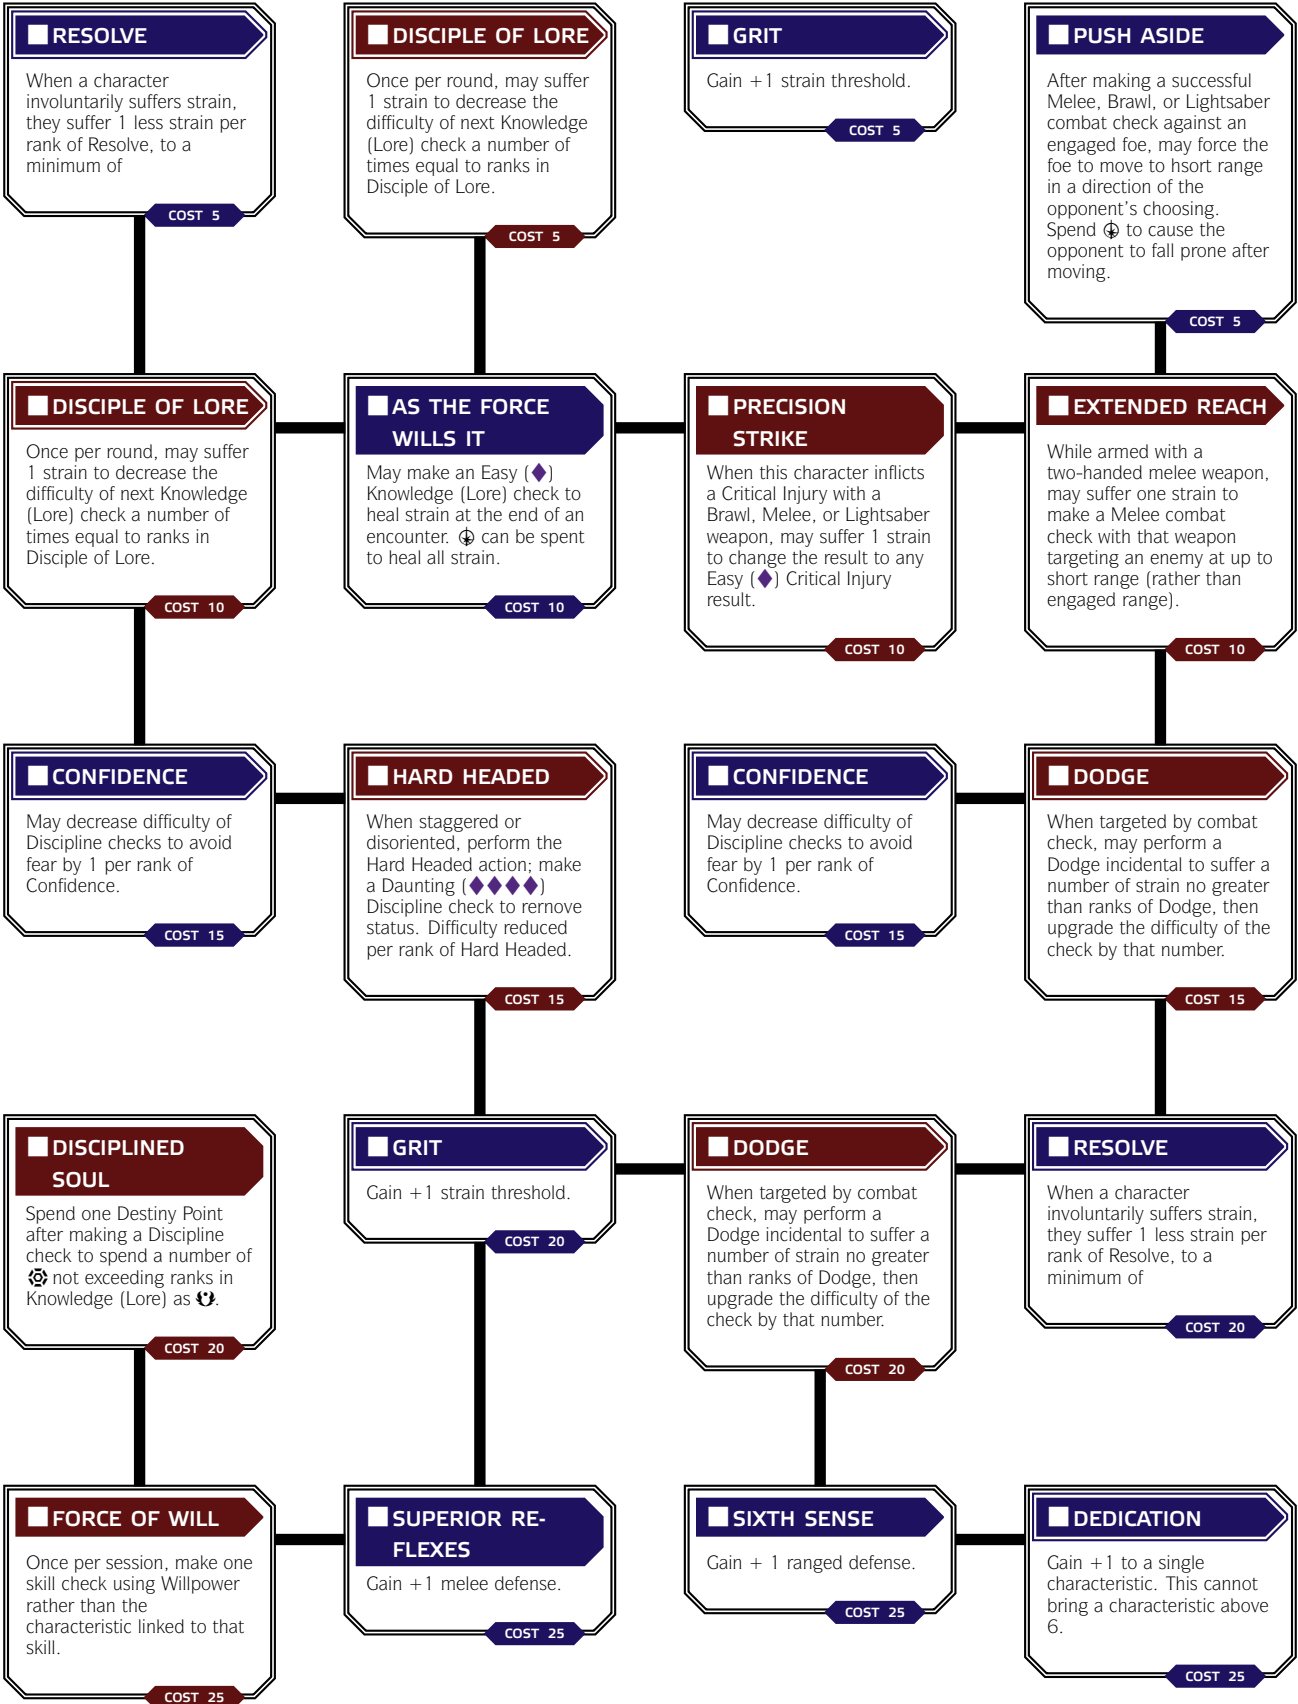 RESOLVE
When a character
involuntarily suffers strain,
they suffer 1 less strain per
rank of Resolve, to a
minimum of
COST 5
DISCIPLE OF LORE
Once per round, may suffer
1 strain to decrease the
difficulty of next Knowledge
(Lore) check a number of
times equal to ranks in
Disciple of Lore.
COST 5
GRIT
Gain +1 strain threshold.
COST 5
PUSH ASIDE
After making a successful
Melee, Brawl, or Lightsaber
combat check against an
engaged foe, may force the
foe to move to hsort range
in a direction of the
opponent's choosing.
Spend to cause the
opponent to fall prone after
moving.
COST 5
DISCIPLE OF LORE
Once per round, may suffer
1 strain to decrease the
difficulty of next Knowledge
(Lore) check a number of
times equal to ranks in
Disciple of Lore.
COST 10
AS THE FORCE
WILLS IT
May make an Easy (♦)
Knowledge (Lore) check to
heal strain at the end of an
encounter. can be spent
to heal all strain.
COST 10
PRECISION
STRIKE
When this character inflicts
a Critical Injury with a
Brawl, Melee, or Lightsaber
weapon, may suffer 1 strain
to change the result to any
Easy (♦) Critical Injury
result.
COST 10
EXTENDED REACH
While armed with a
two-handed melee weapon,
may suffer one strain to
make a Melee combat
check with that weapon
targeting an enemy at up to
short range (rather than
engaged range).
COST 10
CONFIDENCE
May decrease difficulty of
Discipline checks to avoid
fear by 1 per rank of
Confidence.
COST 15
HARD HEADED
When staggered or
disoriented, perform the
Hard Headed action; make
a Daunting (♦♦♦♦)
Discipline check to rernove
status. Difficulty reduced
per rank of Hard Headed.
COST 15
CONFIDENCE
May decrease difficulty of
Discipline checks to avoid
fear by 1 per rank of
Confidence.
COST 15
DODGE
When targeted by combat
check, may perform a
Dodge incidental to suffer a
number of strain no greater
than ranks of Dodge, then
upgrade the difficulty of the
check by that number.
COST 15
DISCIPLINED
SOUL
Spend one Destiny Point
after making a Discipline
check to spend a number of
not exceeding ranks in
Knowledge (Lore) as .
COST 20
GRIT
Gain +1 strain threshold.
COST 20
DODGE
When targeted by combat
check, may perform a
Dodge incidental to suffer a
number of strain no greater
than ranks of Dodge, then
upgrade the difficulty of the
check by that number.
COST 20
RESOLVE
When a character
involuntarily suffers strain,
they suffer 1 less strain per
rank of Resolve, to a
minimum of
COST 20
FORCE OF WILL
Once per session, make one
skill check using Willpower
rather than the
characteristic linked to that
skill.
COST 25
SUPERIOR RE-
FLEXES
Gain +1 melee defense.
COST 25
SIXTH SENSE
Gain + 1 ranged defense.
COST 25
DEDICATION
Gain +1 to a single
characteristic. This cannot
bring a characteristic above
6.
COST 25